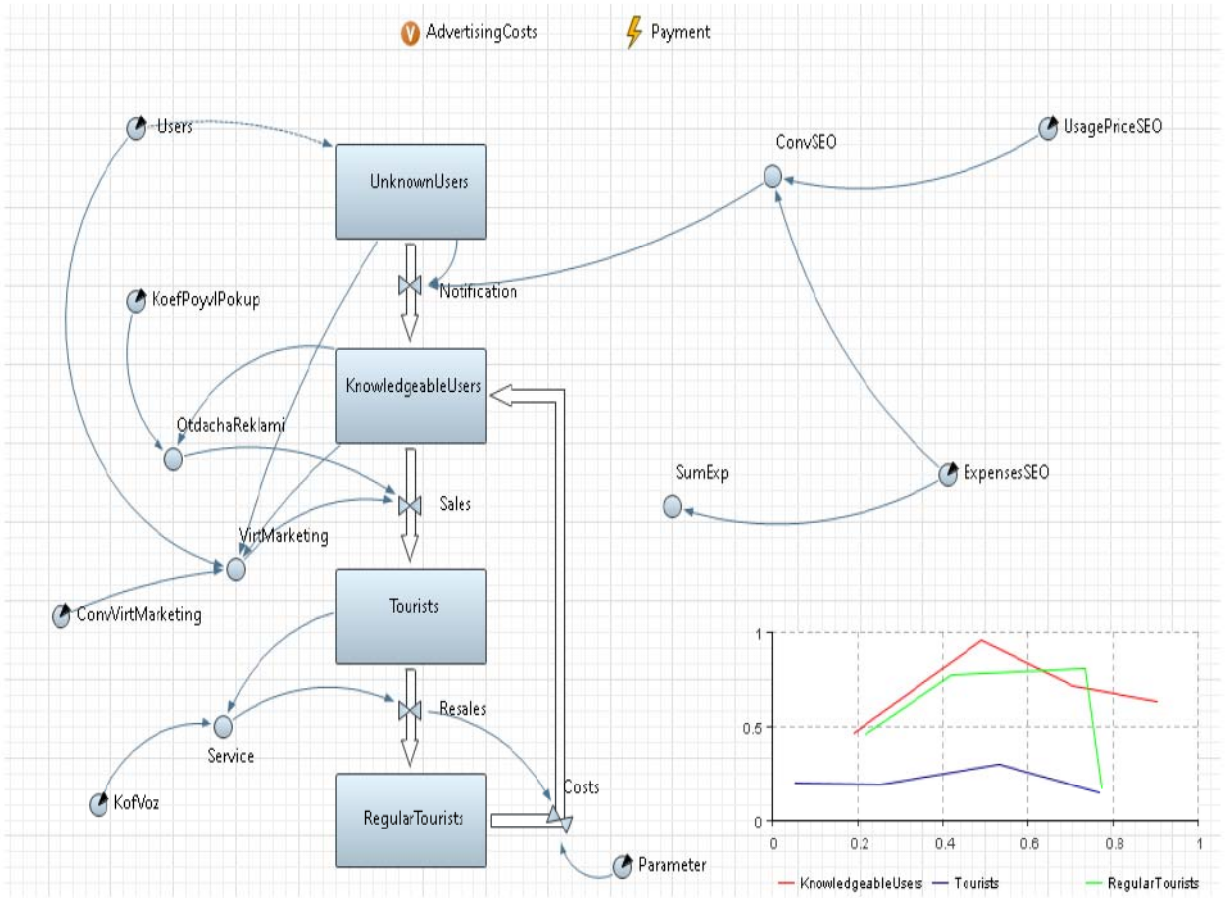 AdvertisingCosts
Payment
Users
UsagePriceSEO
ConvSEO
UnknownUsers
KoefPoyvlPokup
Notification
KnowledgeableUsers
OtdachaReklami
SumExp
ExpensesSEO
Sales
VirtMarketing
Tourists
ConvVirtMarketing
Resales
Service
Costs
KofVoz
RegularTourists
Parameter
1
0.5
0
0 0.2 0.4 0.6 0.8 1
KnowledgeableUsers Tourists RegularTourists
V